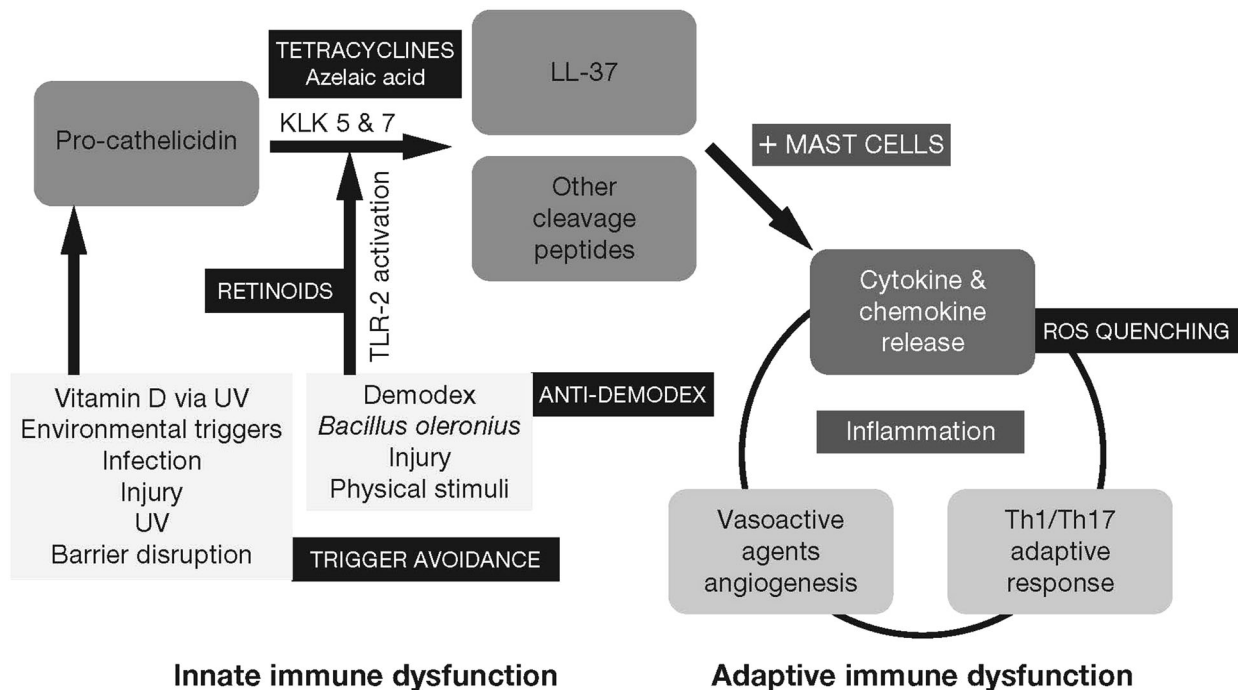 TETRACYCLINES
Azelaic acid
LL-37
Pro-cathelicidin
KLK 5 & 7
+ MAST CELLS
TLR-2 activation
Other
cleavage
peptides
RETINOIDS
Cytokine &
chemokine
release
ROS QUENCHING
Vitamin D via UV
Environmental triggers
Infection
Injury
UV
Barrier disruption
Demodex
Bacillus oleronius
Injury
Physical stimuli
ANTI-DEMODEX
TRIGGER AVOIDANCE
Inflammation
Vasoactive
agents
angiogenesis
Th1/Th17
adaptive
response
Innate immune dysfunction
Adaptive immune dysfunction